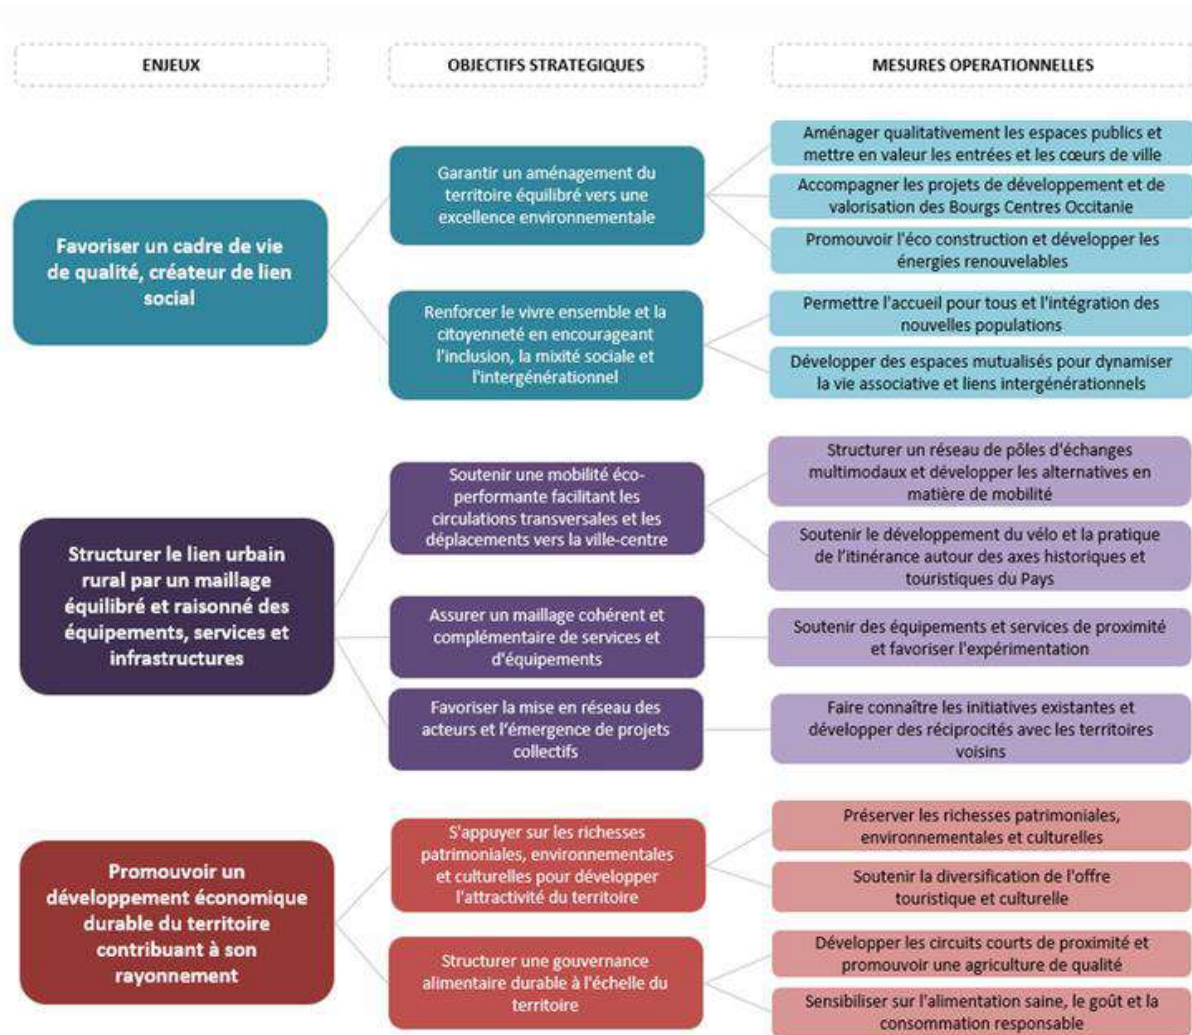 ENJEUX
OBJECTIFS STRATEGIQUES
MESURES OPERATIONNELLES
Favoriser un cadre de vie
de qualité, créateur de lien
social
Garantir un aménagement du
territoire équilibré vers une
excellence environnementale
Aménager qualitativement les espaces publics et
mettre en valeur les entrées et les cœurs de ville
Accompagner les projets de développement et de
valorisation des Bourgs Centres Occitanie
Promouvoir l'éco construction et développer les
énergies renouvelables
Renforcer le vivre ensemble et la
citoyenneté en encourageant
l'inclusion, la mixité sociale et
l'intergénérationnel
Permettre l'accueil pour tous et l'intégration des
nouvelles populations
Développer des espaces mutualisés pour dynamiser
la vie associative et liens intergénérationnels
Structurer le lien urbain
rural par un maillage
équilibré et raisonné des
équipements, services et
infrastructures
Soutenir une mobilité éco-
performante facilitant les
circulations transversales et les
déplacements vers la ville-centre
Structurer un réseau de pôles d'échanges
multimodaux et développer les alternatives en
matière de mobilité
Soutenir le développement du vélo et la pratique
de l'itinérance autour des axes historiques et
touristiques du Pays
Assurer un maillage cohérent et
complémentaire de services et
d'équipements
Soutenir des équipements et services de proximité
et favoriser l'expérimentation
Favoriser la mise en réseau des
acteurs et l'émergence de projets
collectifs
Faire connaître les initiatives existantes et
développer des réciprocités avec les territoires
voisins
Promouvoir un
développement économique
durable du territoire
contribuant à son
rayonnement
S'appuyer sur les richesses
patrimoniales, environnementales
et culturelles pour développer
l'attractivité du territoire
Préserver les richesses patrimoniales,
environnementales et culturelles
Soutenir la diversification de l'offre
touristique et culturelle
Structurer une gouvernance
alimentaire durable à l'échelle du
territoire
Développer les circuits courts de proximité et
promouvoir une agriculture de qualité
Sensibiliser sur l'alimentation saine, le goût et la
consommation responsable